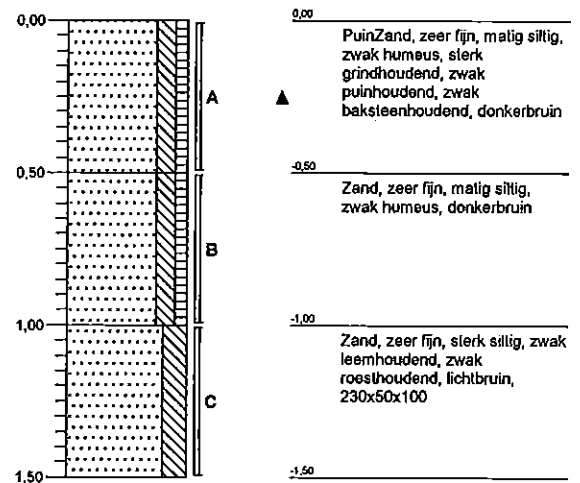 0,00
0,50
1,00
1,50
A
B
C
0,00
PuinZand, zeer fijn, matig siltig,
zwak humeus, sterk
grindhoudend, zwak
puinhoudend, zwak
baksteenhoudend, donkerbruin
-0,50
Zand, zeer fijn, matig siltig,
zwak humeus, donkerbruin
-1,00
Zand, zeer fijn, sterk siltig, zwak
leemhoudend, zwak
roesthoudend, lichtbruin,
230x50x100
-1,50